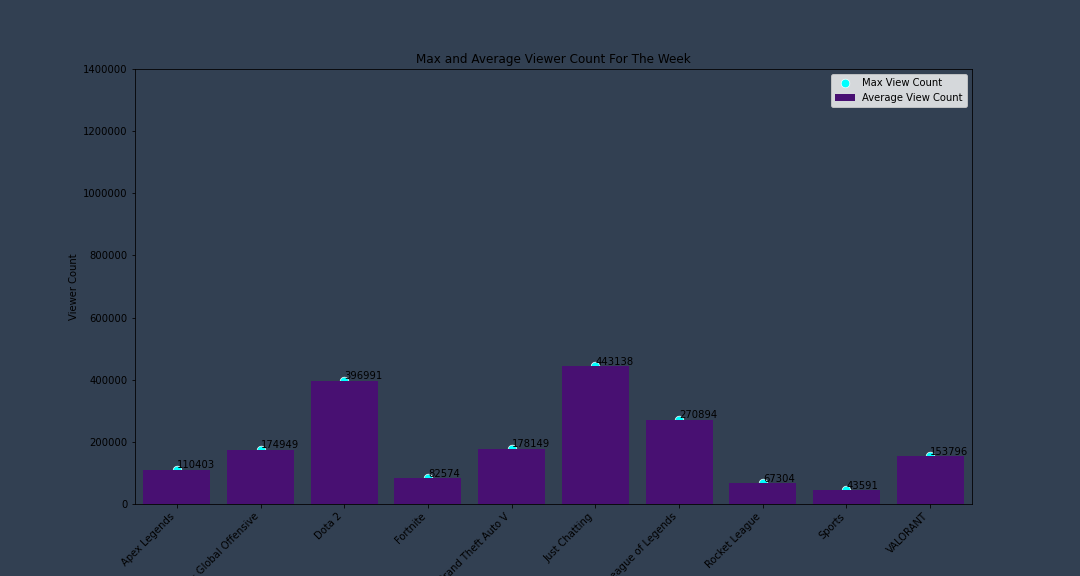 Max and Average Viewer Count For The Week
Max View Count
Average View Count
Viewer Count
1400000
1200000
1000000
800000
600000
400000
200000
0
110403
174949
396991
82574
178149
443138
270894
67304
43591
153796
Apex Legends
Global Offensive
Dota 2
Fortnite
rand Theft Auto V
Just Chatting
eague of Legends
Rocket League
Sports
VALORANT